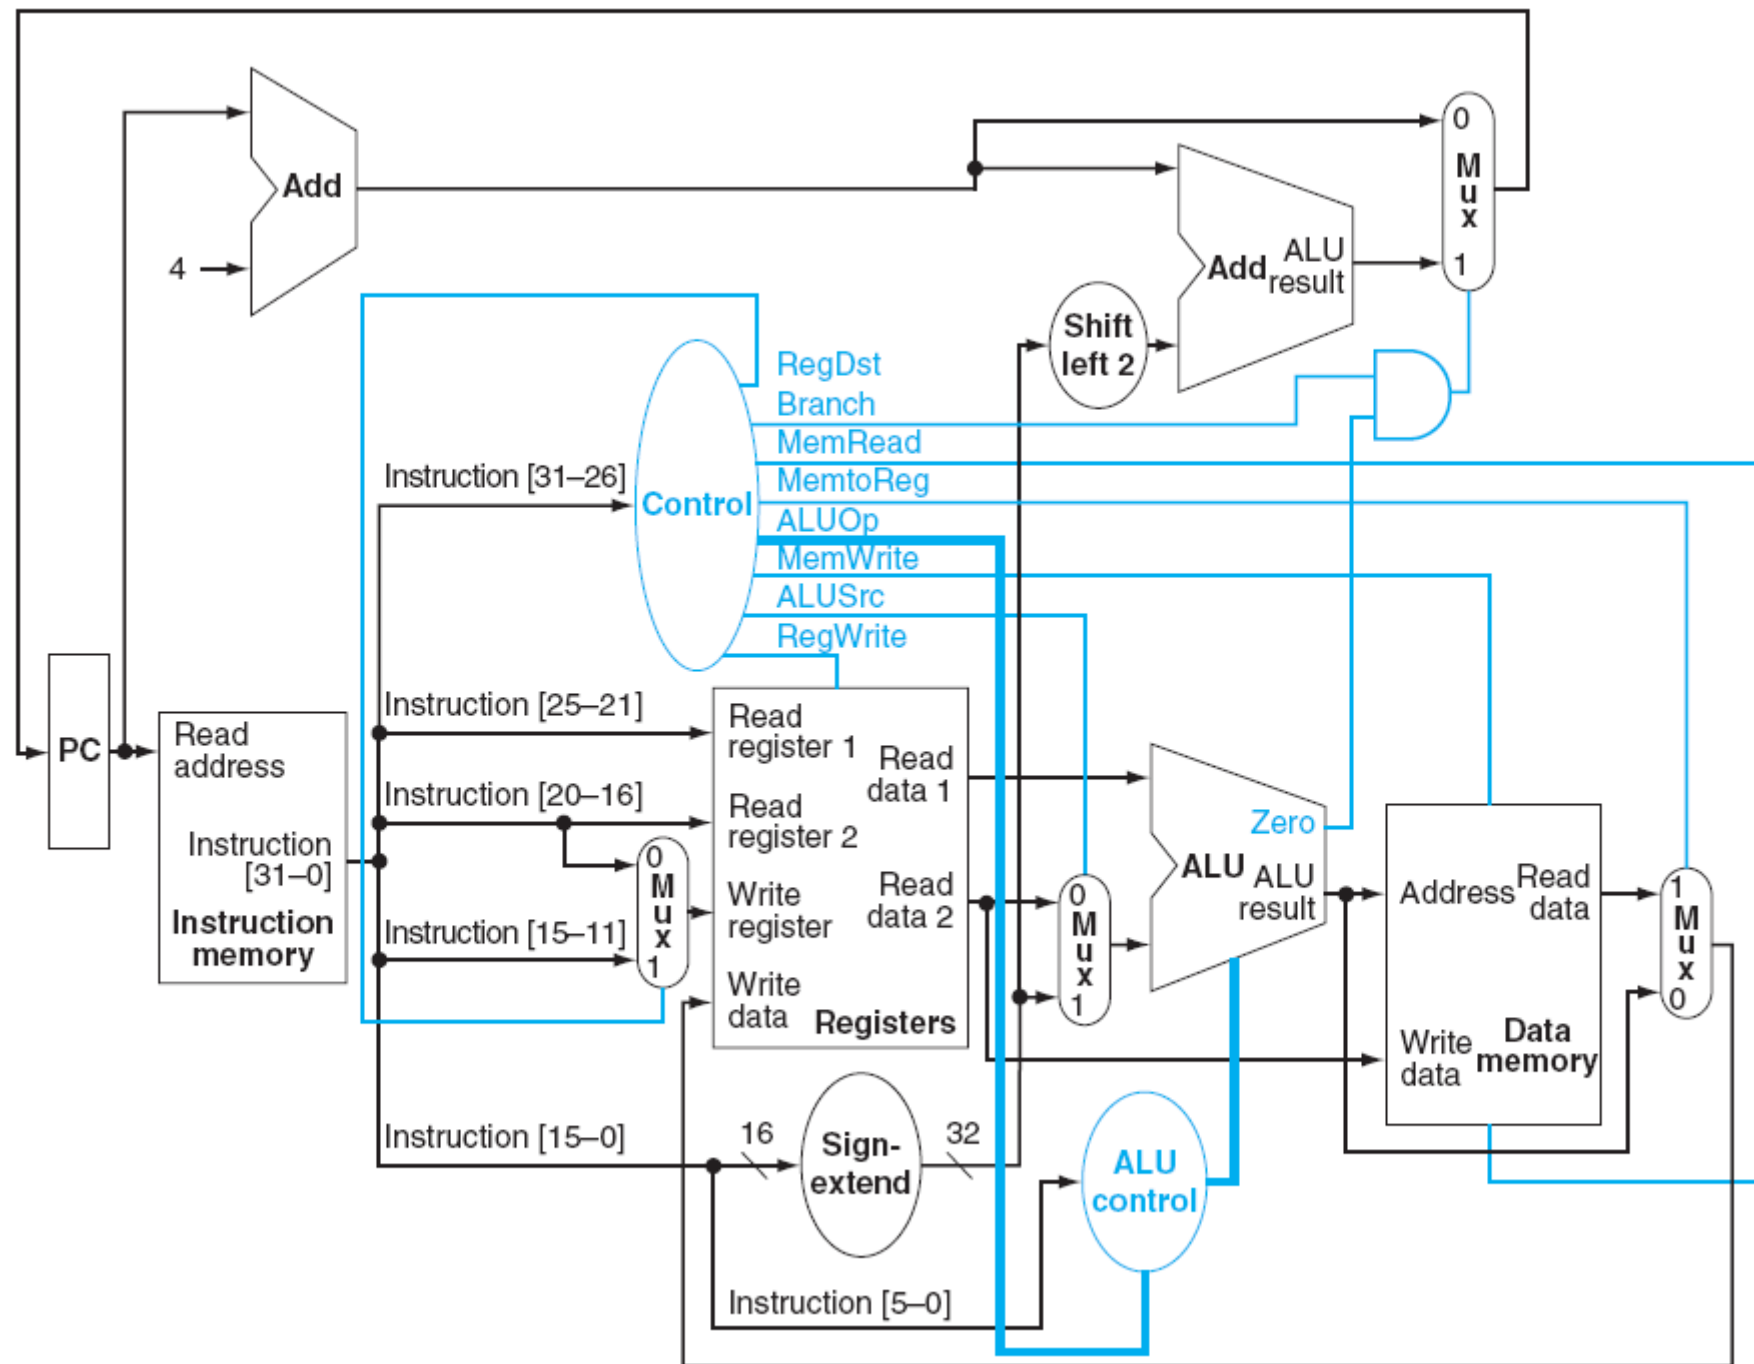 Add
4
0
M
u
x
1
Add
ALU
result
Shift
left 2
RegDst
Branch
MemRead
MemtoReg
ALUOp
MemWrite
ALUSrc
RegWrite
Control
Instruction [31–26]
PC
Read
address
Instruction
[31–0]
Instruction
memory
Instruction [25–21]
Instruction [20–16]
Instruction [15–11]
0
M
u
x
1
Read
register 1
Read
register 2
Write
register
Write
data
Read
data 1
Read
data 2
Registers
0
M
u
x
1
Zero
ALU
ALU
result
Address
Read
data
Write
data
Data
memory
1
M
u
x
0
Instruction [15–0]
16
Sign-
extend
32
ALU
control
Instruction [5–0]